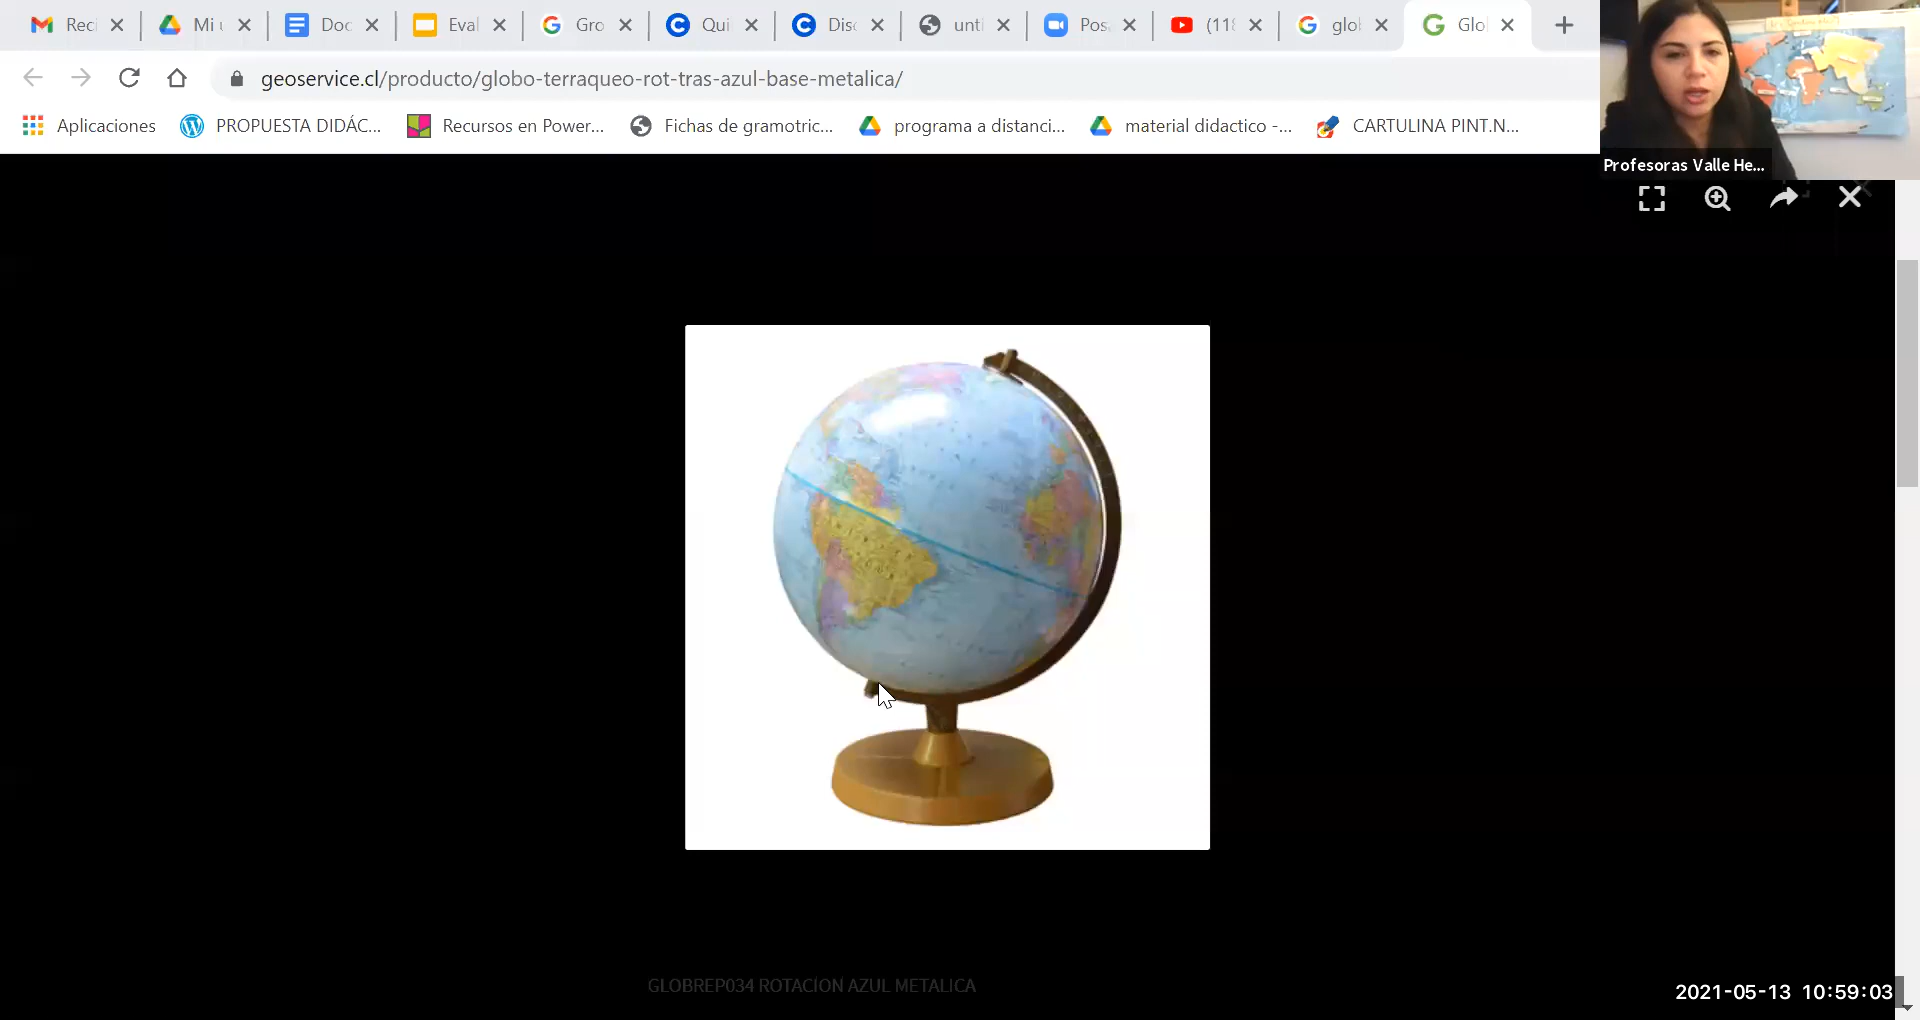 Reci
Mi u
Doc
Eval
Gro
Qui
Disc
unti
Pos
(118
glol
Glo
geoservice.cl/producto/globo-terraqueo-rot-tras-azul-base-metalica/
Aplicaciones
PROPUESTA DIDÁC...
Recursos en Power...
Fichas de gramotric...
programa a distanci...
material didactico -...
CARTULINA PINT.N...
Profesoras Valle He...
GLOBREP034 ROTACION AZUL METALICA
2021-05-13 10:59:03